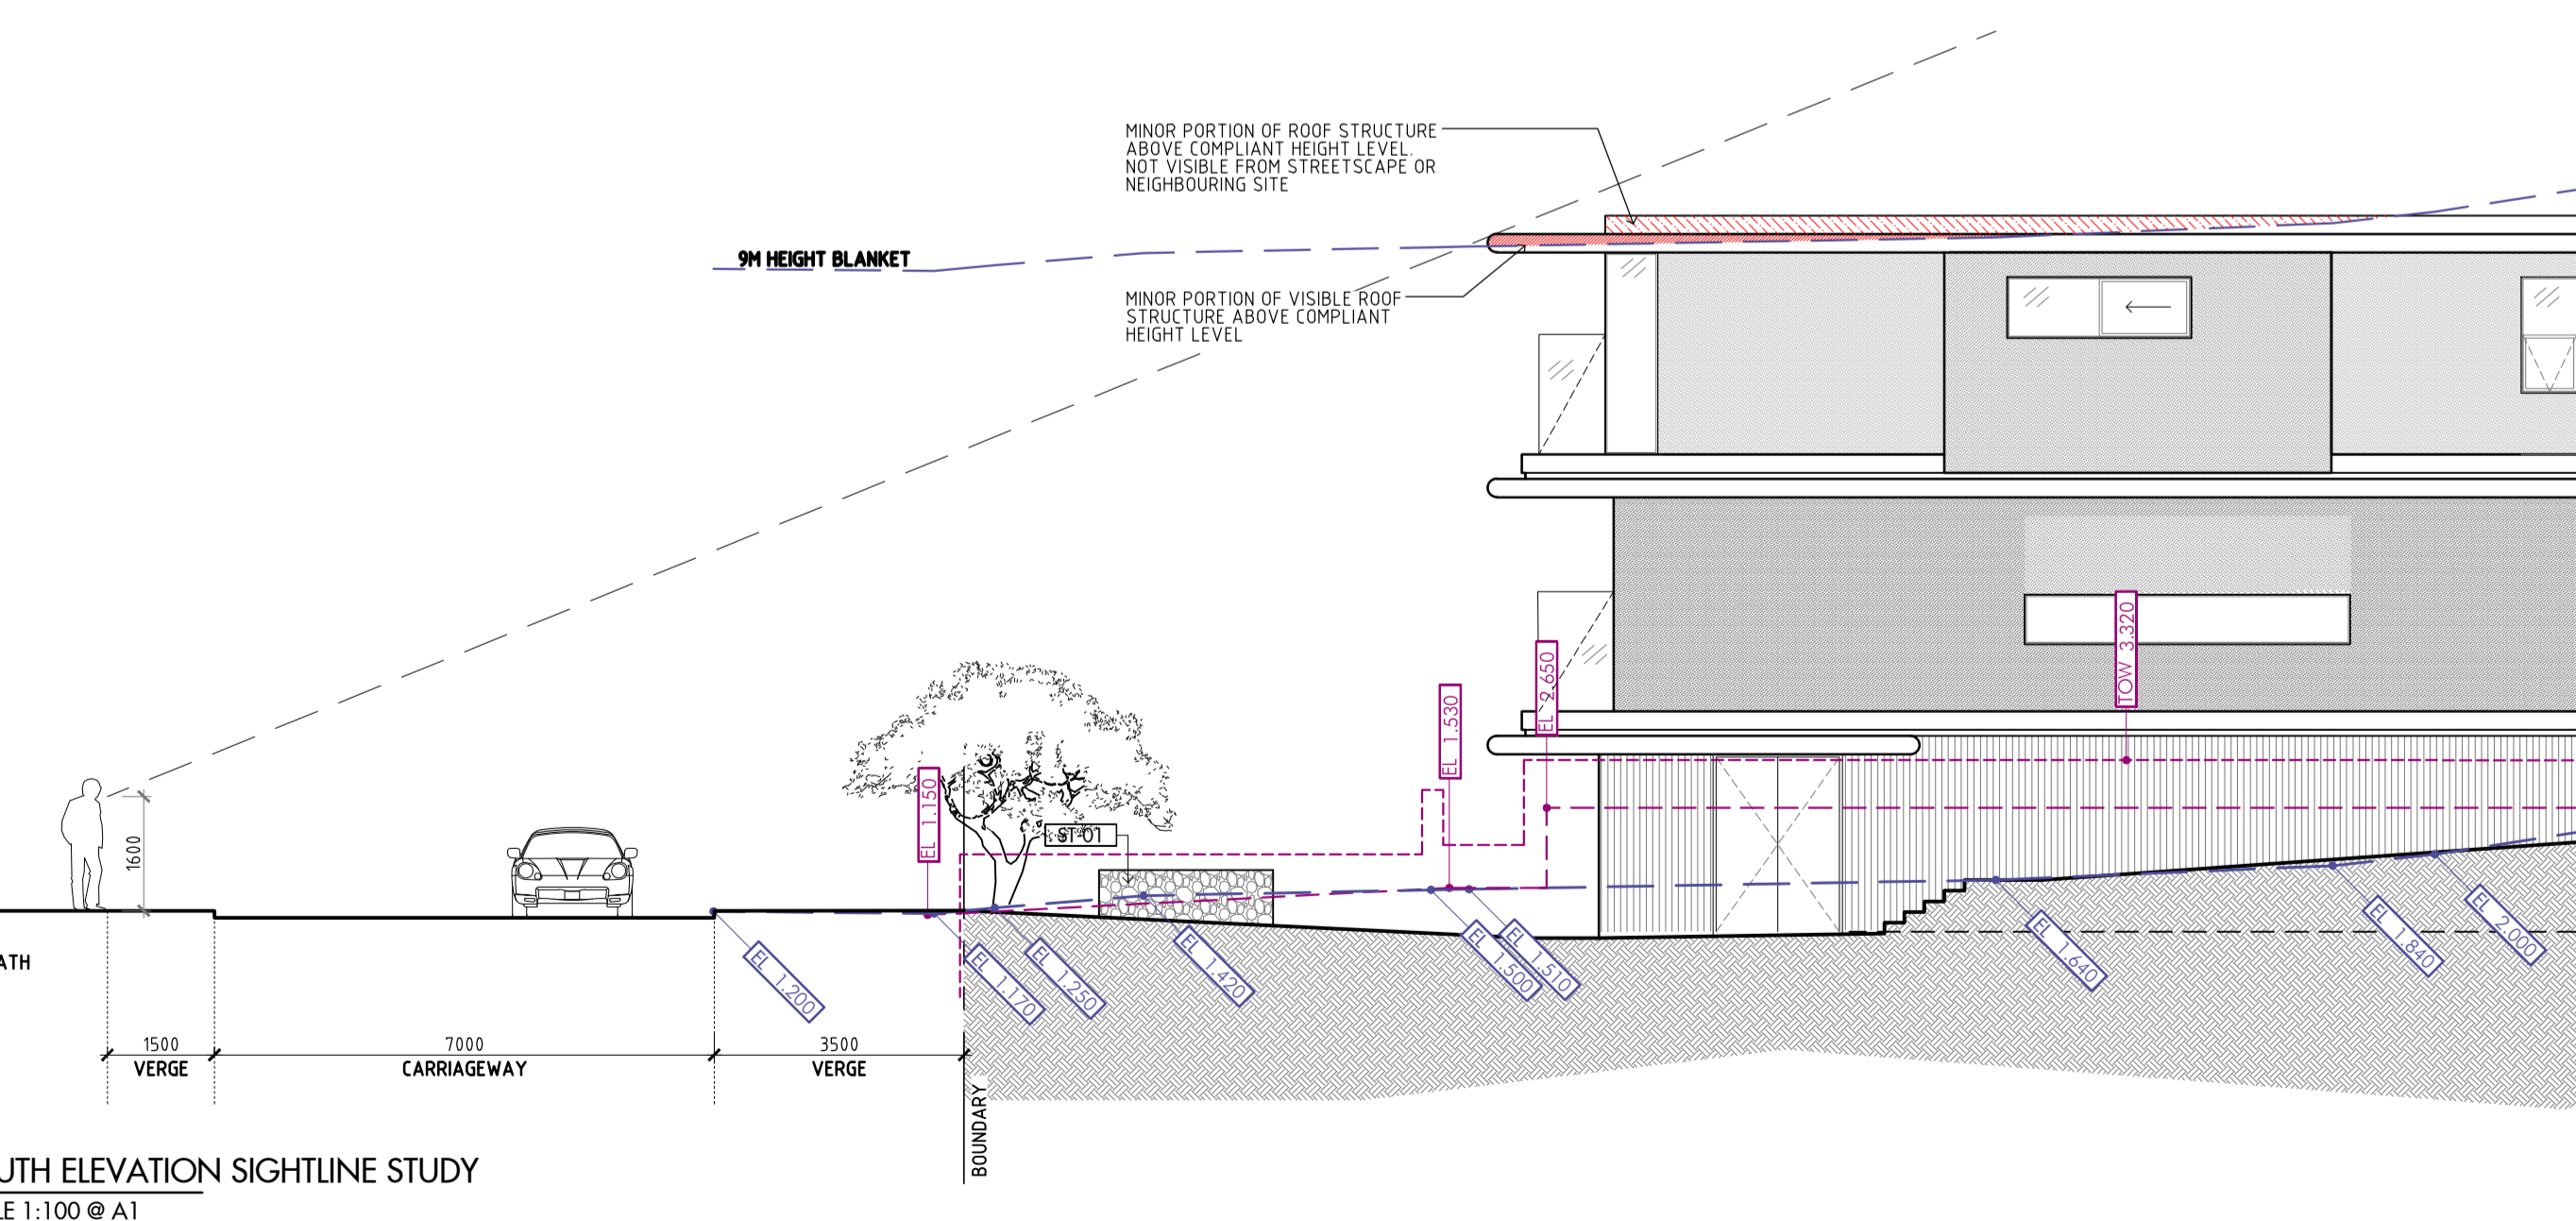 MINOR PORTION OF ROOF STRUCTURE
ABOVE COMPLIANT HEIGHT LEVEL.
NOT VISIBLE FROM STREETSCAPE OR
NEIGHBOURING SITE
9M HEIGHT BLANKET
MINOR PORTION OF VISIBLE ROOF
STRUCTURE ABOVE COMPLIANT
HEIGHT LEVEL
TOW 3.320
EL 2.650
EL 1.530
EL 1.150
ST-01
1600
EL 1.200
EL 1.170
EL 1.250
EL 1.420
EL 1.500
EL 1.510
EL 1.640
EL 1.840
EL 2.000
ATH
1500
VERGE
7000
CARRIAGEWAY
3500
VERGE
BOUNDARY
UTH ELEVATION SIGHTLINE STUDY
LE 1:100 @ A1